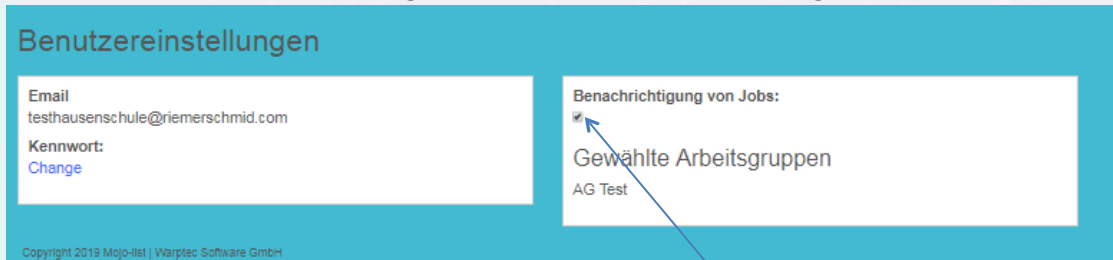 Benutzereinstellungen
Email
testhausenschule@riemerschmid.com
Kennwort:
Change
Benachrichtigung von Jobs:
Gewählte Arbeitsgruppen
AG Test
Copyright 2019 Mojo-list | Warptec Software GmbH